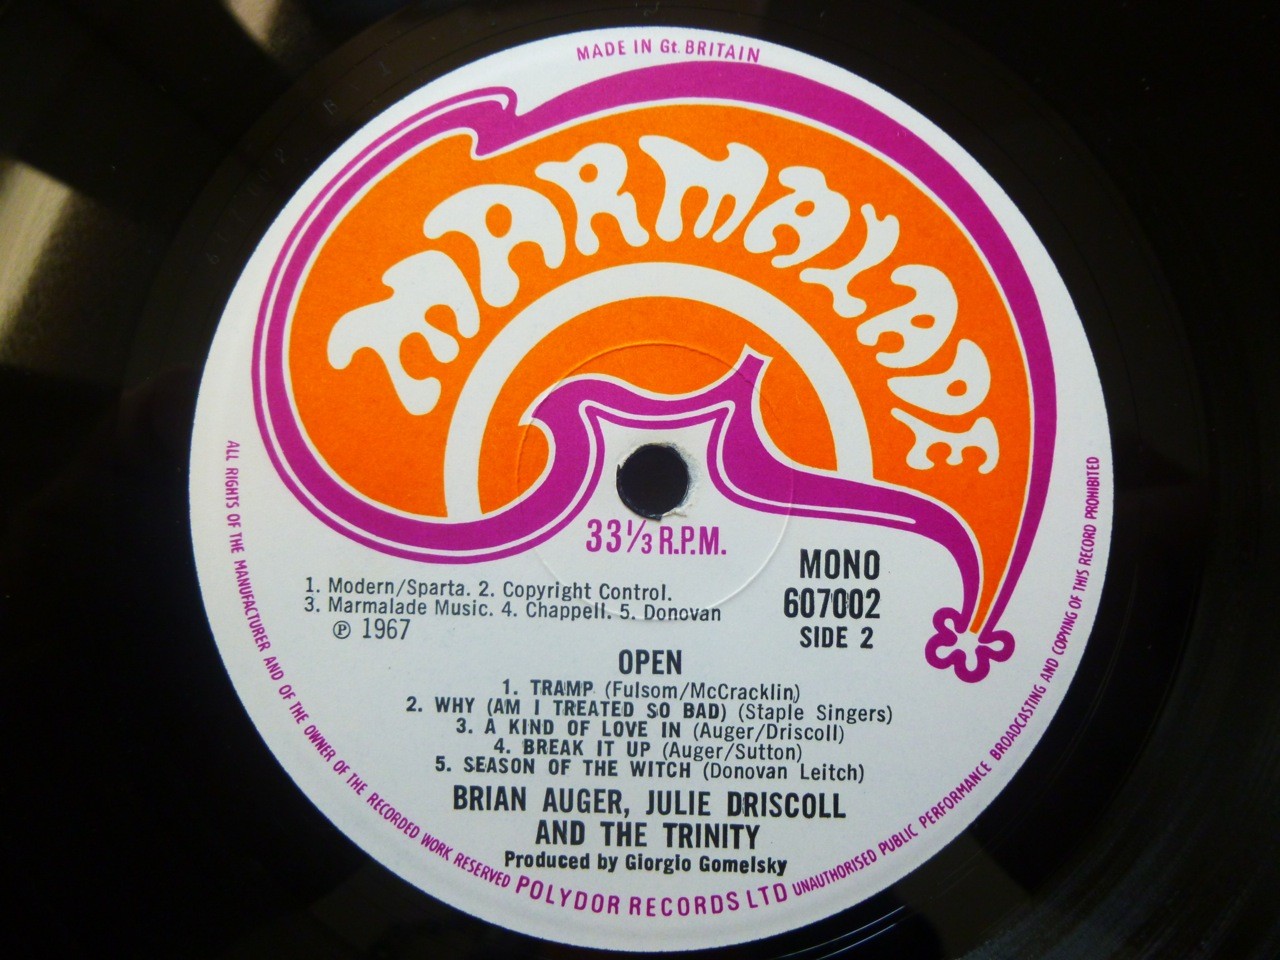 MADE IN Gt. BRITAIN
MARMALADE
33 1/3 R.P.M.
MONO
607002
SIDE 2
1. Modern/Sparta. 2. Copyright Control.
3. Marmalade Music. 4. Chappell. 5. Donovan
℗ 1967
OPEN
1. TRAMP (Fulsom/McCracklin)
2. WHY (AM I TREATED SO BAD) (Staple Singers)
3. A KIND OF LOVE IN (Auger/Driscoll)
4. BREAK IT UP (Auger/Sutton)
5. SEASON OF THE WITCH (Donovan Leitch)
BRIAN AUGER, JULIE DRISCOLL
AND THE TRINITY
Produced by Giorgio Gomelsky
ALL RIGHTS OF THE MANUFACTURER AND OF THE OWNER OF THE RECORDED WORK RESERVED POLYDOR RECORDS LTD UNAUTHORISED PUBLIC PERFORMANCE BROADCASTING AND COPYING OF THIS RECORD PROHIBITED